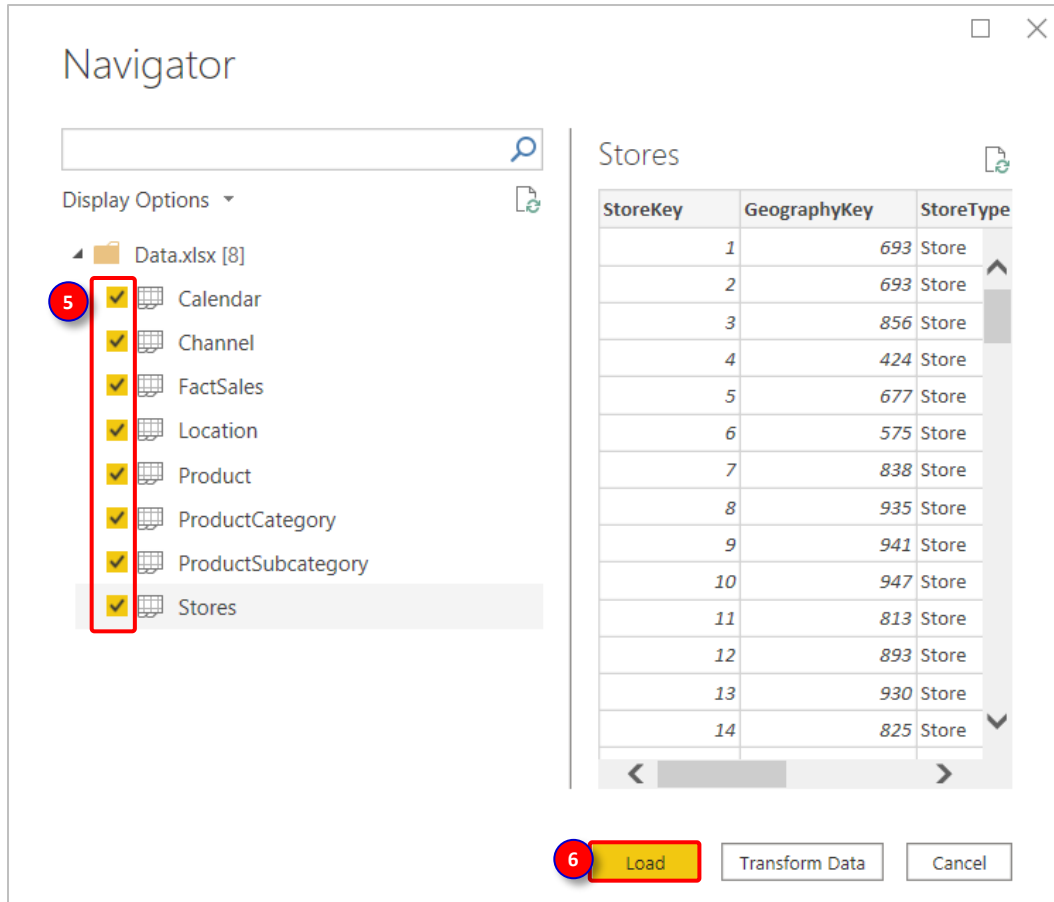 Navigator
Display Options
Data.xlsx [8]
5
Calendar
Channel
FactSales
Location
Product
ProductCategory
ProductSubcategory
Stores
Stores
StoreKey GeographyKey StoreType
1 693 Store
2 693 Store
3 856 Store
4 424 Store
5 677 Store
6 575 Store
7 838 Store
8 935 Store
9 941 Store
10 947 Store
11 813 Store
12 893 Store
13 930 Store
14 825 Store
6
Load Transform Data Cancel